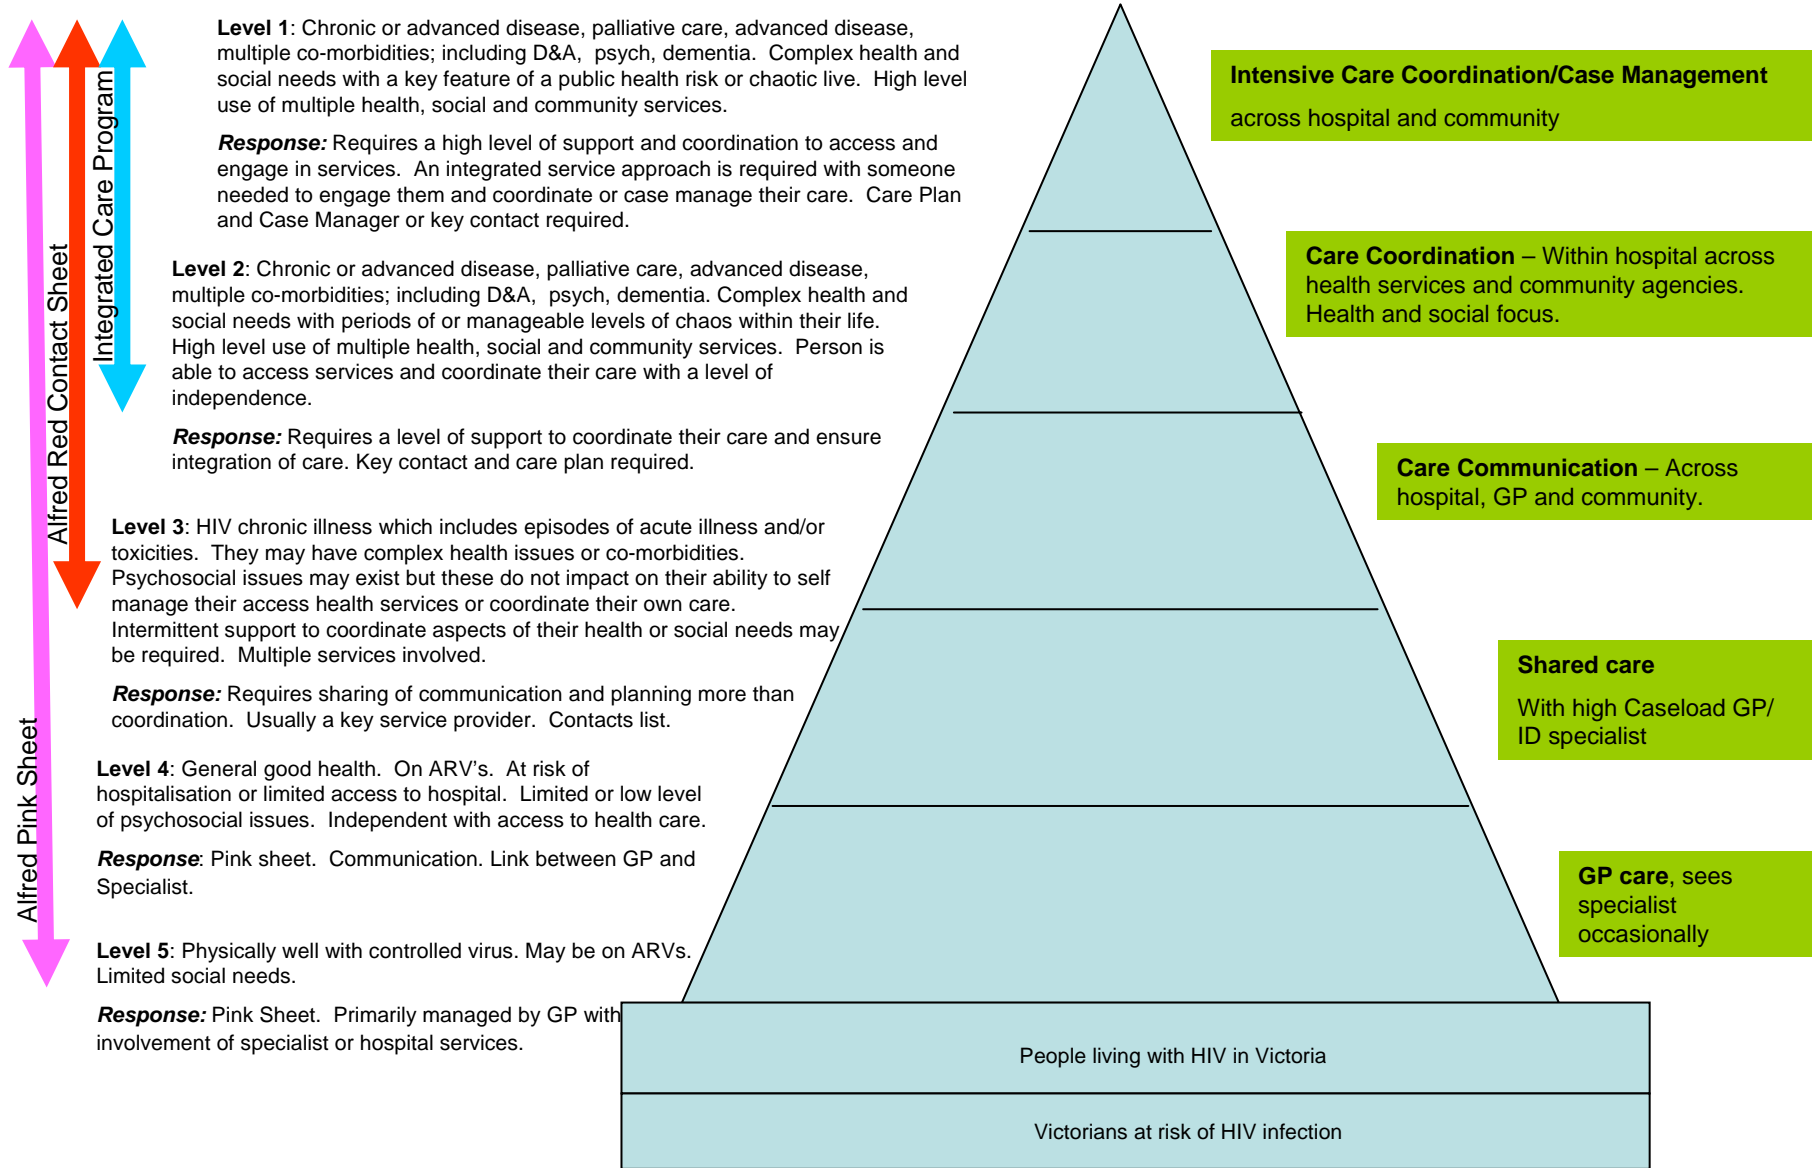 Level 1: Chronic or advanced disease, palliative care, advanced disease,
multiple co-morbidities; including D&A, psych, dementia. Complex health and
social needs with a key feature of a public health risk or chaotic live. High level
use of multiple health, social and community services.
Response: Requires a high level of support and coordination to access and
engage in services. An integrated service approach is required with someone
needed to engage them and coordinate or case manage their care. Care Plan
and Case Manager or key contact required.
Level 2: Chronic or advanced disease, palliative care, advanced disease,
multiple co-morbidities; including D&A, psych, dementia. Complex health and
social needs with periods of or manageable levels of chaos within their life.
High level use of multiple health, social and community services. Person is
able to access services and coordinate their care with a level of
independence.
Response: Requires a level of support to coordinate their care and ensure
integration of care. Key contact and care plan required.
Level 3: HIV chronic illness which includes episodes of acute illness and/or
toxicities. They may have complex health issues or co-morbidities.
Psychosocial issues may exist but these do not impact on their ability to self
manage their access health services or coordinate their own care.
Intermittent support to coordinate aspects of their health or social needs may
be required. Multiple services involved.
Response: Requires sharing of communication and planning more than
coordination. Usually a key service provider. Contacts list.
Level 4: General good health. On ARV's. At risk of
hospitalisation or limited access to hospital. Limited or low level
of psychosocial issues. Independent with access to health care.
Response: Pink sheet. Communication. Link between GP and
Specialist.
Level 5: Physically well with controlled virus. May be on ARVs.
Limited social needs.
Response: Pink Sheet. Primarily managed by GP with
involvement of specialist or hospital services.
Alfred Pink Sheet
Alfred Red Contact Sheet
Integrated Care Program
Intensive Care Coordination/Case Management
across hospital and community
Care Coordination – Within hospital across
health services and community agencies.
Health and social focus.
Care Communication – Across
hospital, GP and community.
Shared care
With high Caseload GP/
ID specialist
GP care, sees
specialist
occasionally
People living with HIV in Victoria
Victorians at risk of HIV infection